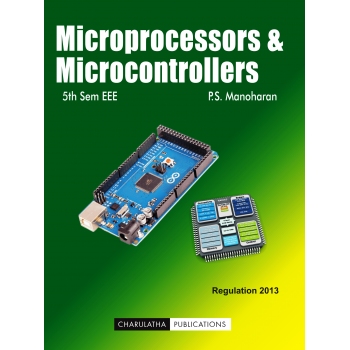 Microprocessors &
Microcontrollers
5th Sem EEE P.S. Manoharan
Regulation 2013
CHARULATHA PUBLICATIONS